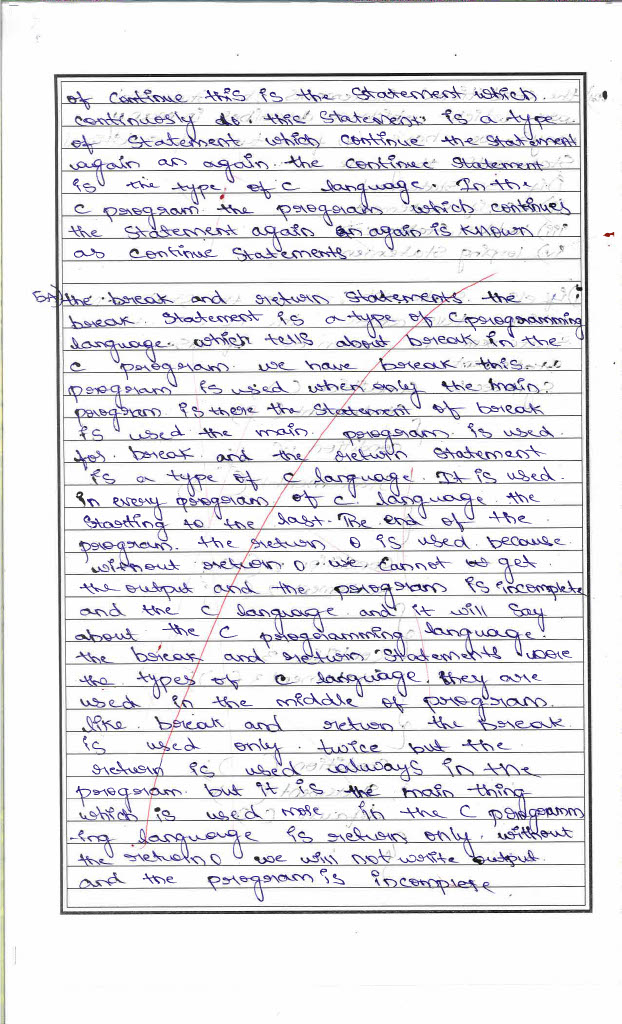 of continue this is the Statement which.
continuosly do. this Statement is a type
of Statement which continue the Statement
again an again. the continue statement
is the type of c language. In the
C program the program which continues
the Statement again an again is known
as continue Statements
5A) the break and return Statements. the
break Statement is a type of C programming
language. which tells about break in the
c program. we have break this
program is used when only the main
program is there the Statement of break
is used the main program is used
for break and the return statement
is a type of c language. It is used.
in every program of c language. the
Starting to the last. The end of the
program. the return 0 is used. because
without return 0 we cannot get
the output and the program is incomplete
and the C language. and it will Say
about the C programming language.
the break and return statements were
the types of c language. they are
used in the middle of program.
like break and return the break
is used only twice but the
return is used always in the
program. but it is the main thing
which is used more in the C programm
-ing language is return only. without
the return 0 we will not write output
and the program is incomplete